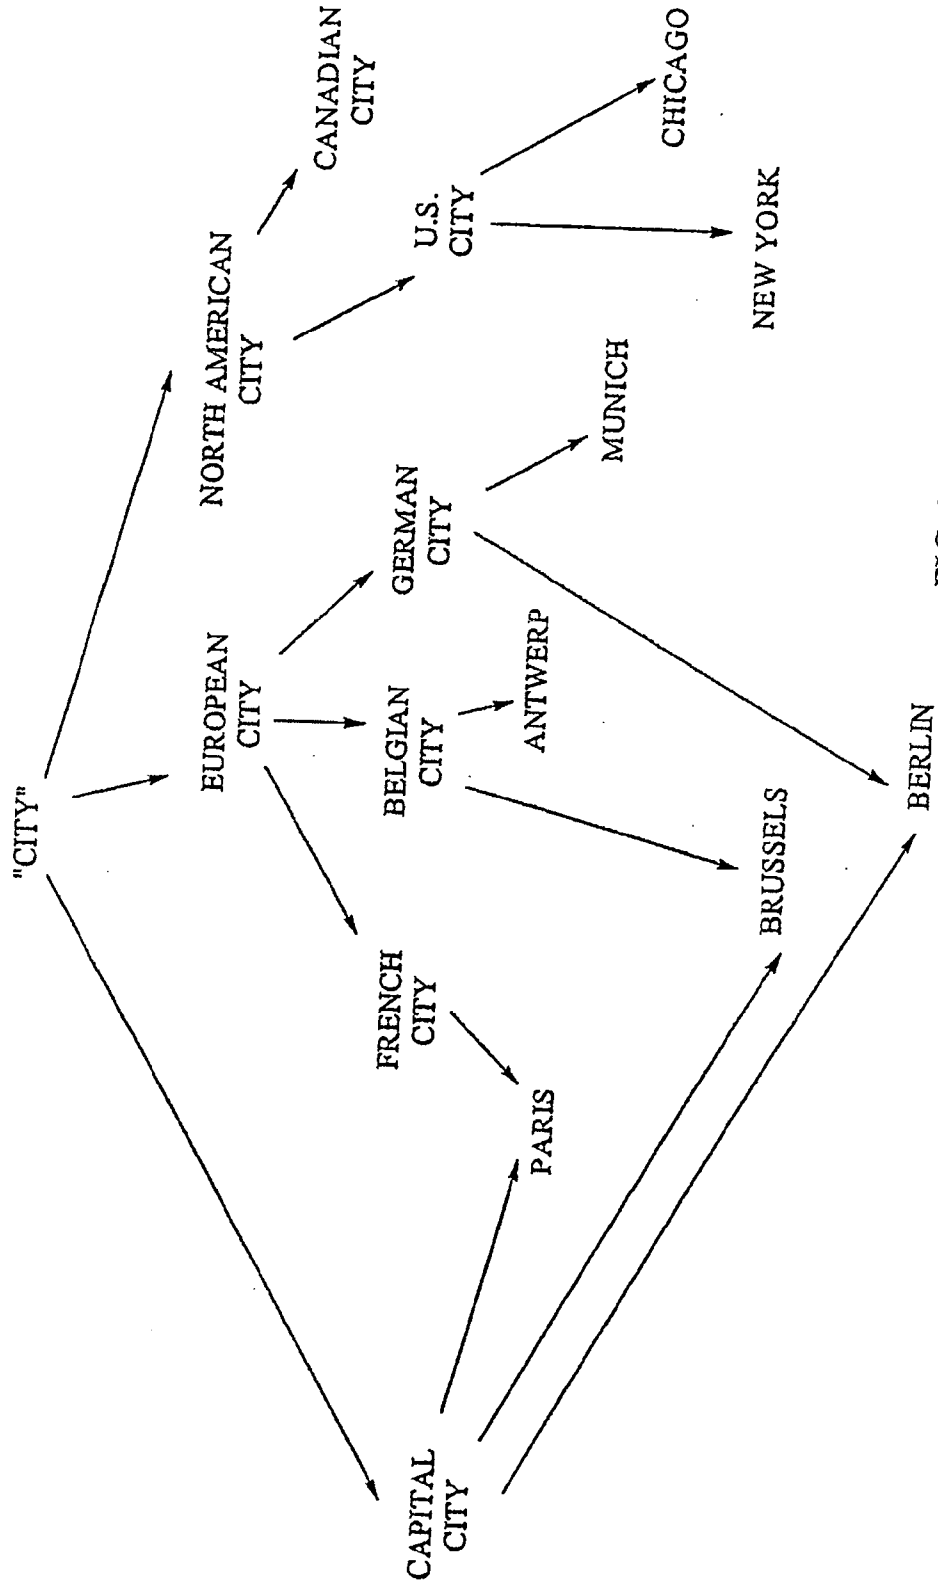 "CITY"
EUROPEAN
CITY
NORTH AMERICAN
CITY
CANADIAN
CITY
CAPITAL
CITY
FRENCH
CITY
BELGIAN
CITY
GERMAN
CITY
U.S.
CITY
PARIS
ANTWERP
MUNICH
CHICAGO
BRUSSELS
NEW YORK
BERLIN